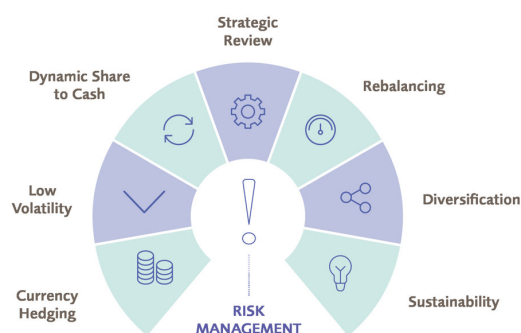 Strategic
Review
Dynamic Share
to Cash
Rebalancing
Low
Volatility
Diversification
Currency
Hedging
Sustainability
RISK
MANAGEMENT